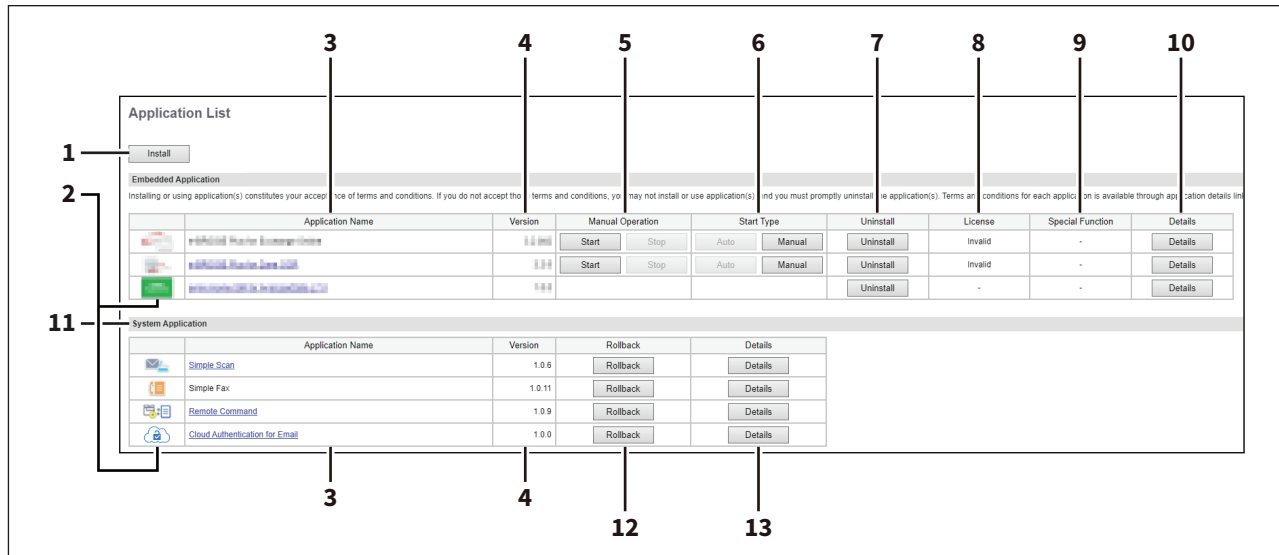 3 4 5 6 7 8 9 10
Application List
1 Install
2
Embedded Application
Installing or using application(s) constitutes your accept nce of terms and conditions. If you do not accept the terms and conditions, you may not install or use application(s) and you must promptly uninstall the application(s). Terms and conditions for each application is available through application details lin
Application Name Version Manual Operation Start Type Uninstall License Special Function Details
Start Stop Auto Manual Uninstall Invalid - Details
Start Stop Auto Manual Uninstall Invalid - Details
Uninstall - - Details
11 System Application
Application Name Version Rollback Details
Simple Scan 1.0.6 Rollback Details
Simple Fax 1.0.11 Rollback Details
Remote Command 1.0.9 Rollback Details
Cloud Authentication for Email 1.0.0 Rollback Details
3 4 12 13